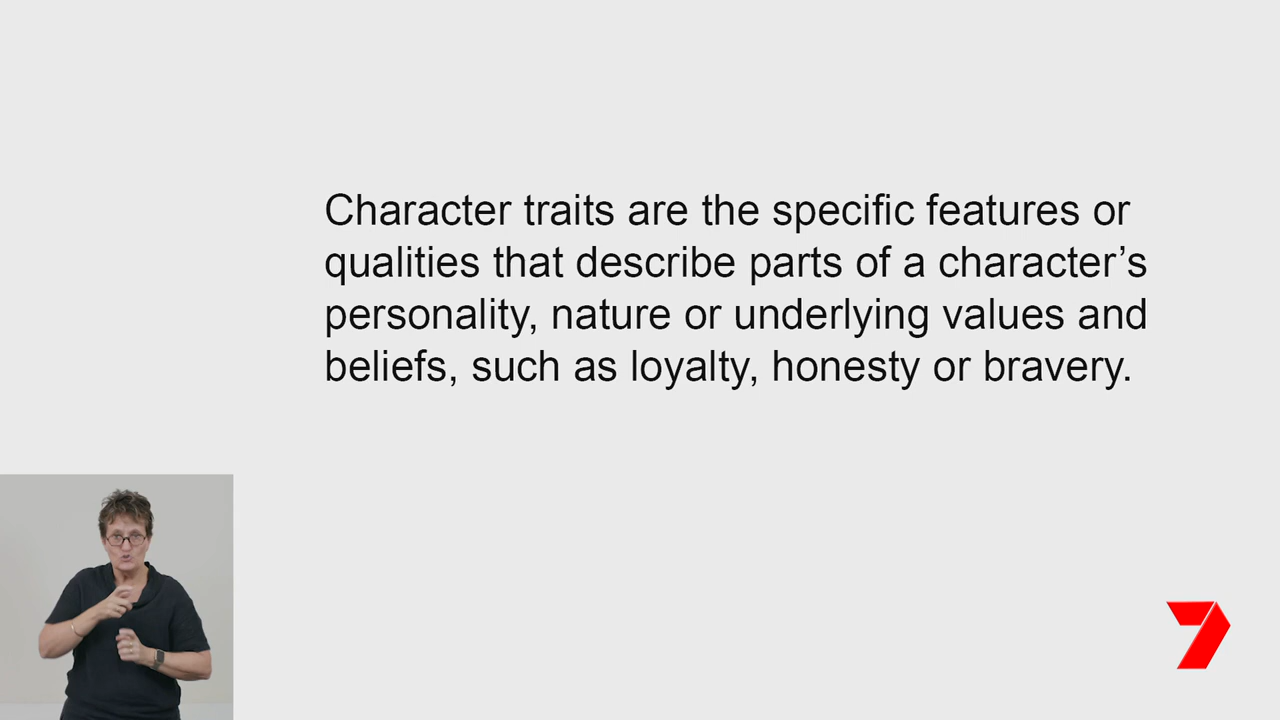 Character traits are the specific features or
qualities that describe parts of a character’s
personality, nature or underlying values and
beliefs, such as loyalty, honesty or bravery.
7